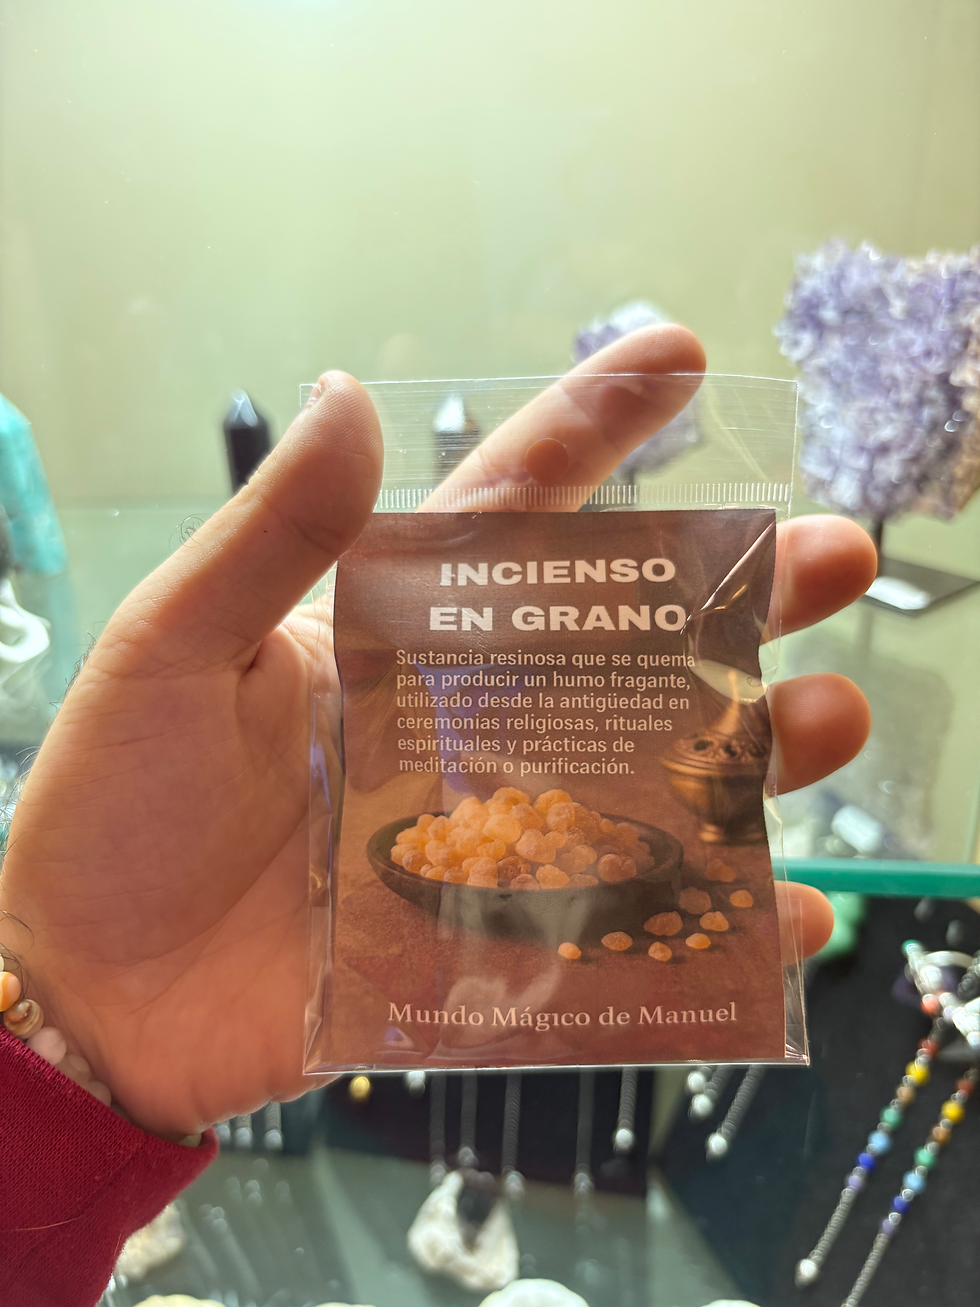 INCIENSO
EN GRANO
Sustancia resinosa que se quema
para producir un humo fragante,
utilizado desde la antigüedad en
ceremonias religiosas, rituales
espirituales y prácticas de
meditación o purificación.
Mundo Mágico de Manuel